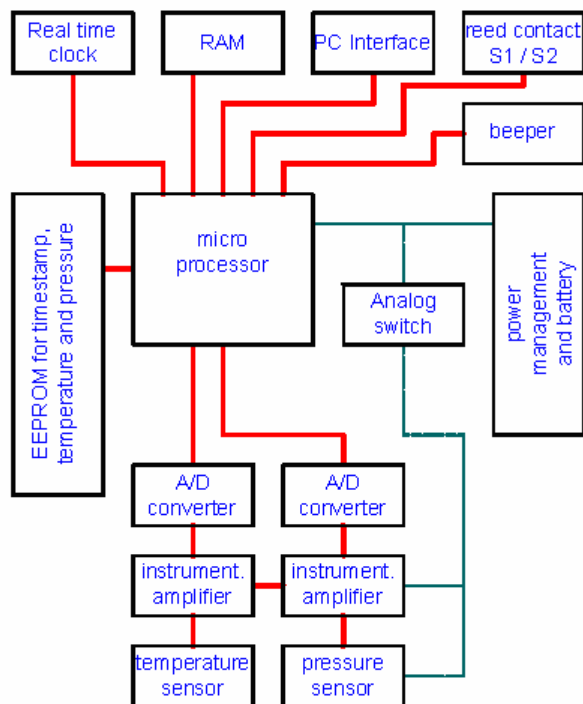 Real time
clock
RAM
PC Interface
reed contact
S1 / S2
beeper
EEPROM for timestamp,
temperature and pressure
micro
processor
Analog
switch
power
management
and battery
A/D
converter
A/D
converter
instrument.
amplifier
instrument.
amplifier
temperature
sensor
pressure
sensor